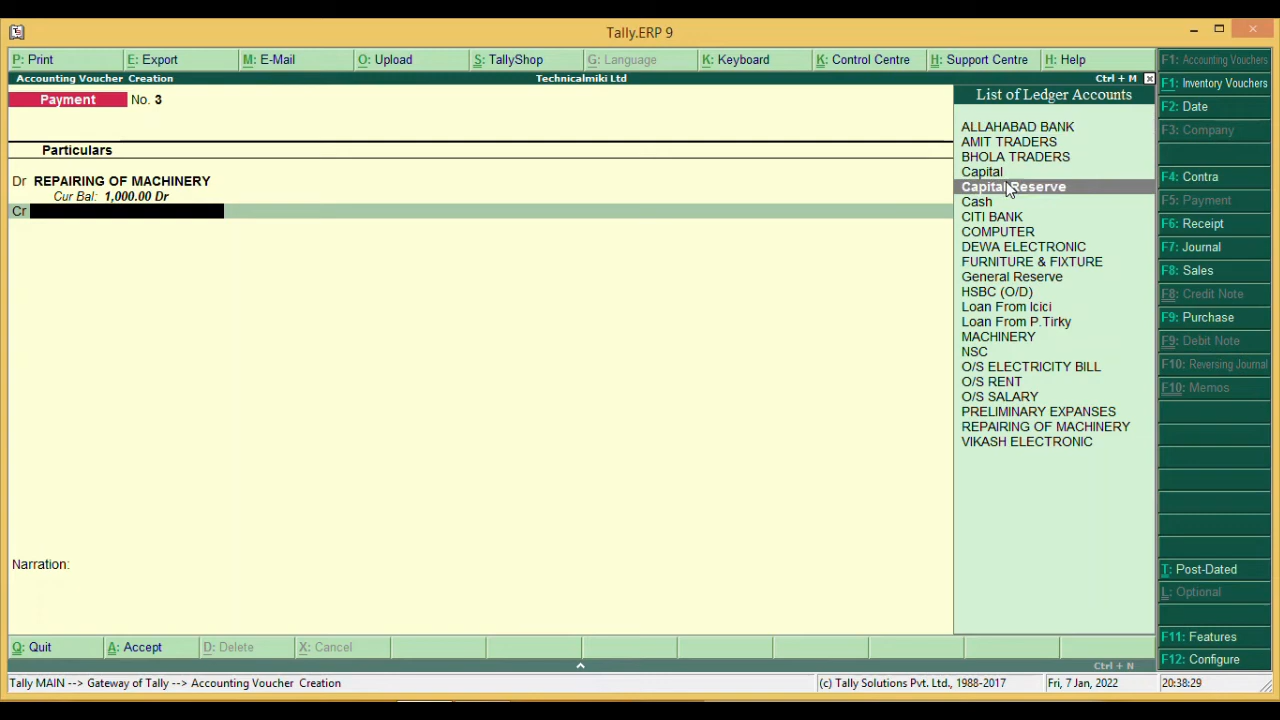 Tally.ERP 9
P: Print E: Export M: E-Mail O: Upload S: TallyShop G: Language K: Keyboard K: Control Centre H: Support Centre H: Help
Accounting Voucher Creation Technicalmiki Ltd Ctrl + M
Payment No. 3
Particulars
Dr REPAIRING OF MACHINERY
Cur Bal: 1,000.00 Dr
Cr
Narration:
List of Ledger Accounts
ALLAHABAD BANK
AMIT TRADERS
BHOLA TRADERS
Capital
Capital Reserve
Cash
CITI BANK
COMPUTER
DEWA ELECTRONIC
FURNITURE & FIXTURE
General Reserve
HSBC (O/D)
Loan From Icici
Loan From P.Tirky
MACHINERY
NSC
O/S ELECTRICITY BILL
O/S RENT
O/S SALARY
PRELIMINARY EXPANSES
REPAIRING OF MACHINERY
VIKASH ELECTRONIC
F1: Accounting Vouchers
F1: Inventory Vouchers
F2: Date
F3: Company
F4: Contra
F5: Payment
F6: Receipt
F7: Journal
F8: Sales
F8: Credit Note
F9: Purchase
F9: Debit Note
F10: Reversing Journal
F10: Memos
T: Post-Dated
L: Optional
F11: Features
F12: Configure
Q: Quit A: Accept D: Delete X: Cancel
Ctrl + N
Tally MAIN --> Gateway of Tally --> Accounting Voucher Creation (c) Tally Solutions Pvt. Ltd., 1988-2017 Fri, 7 Jan, 2022 20:38:29